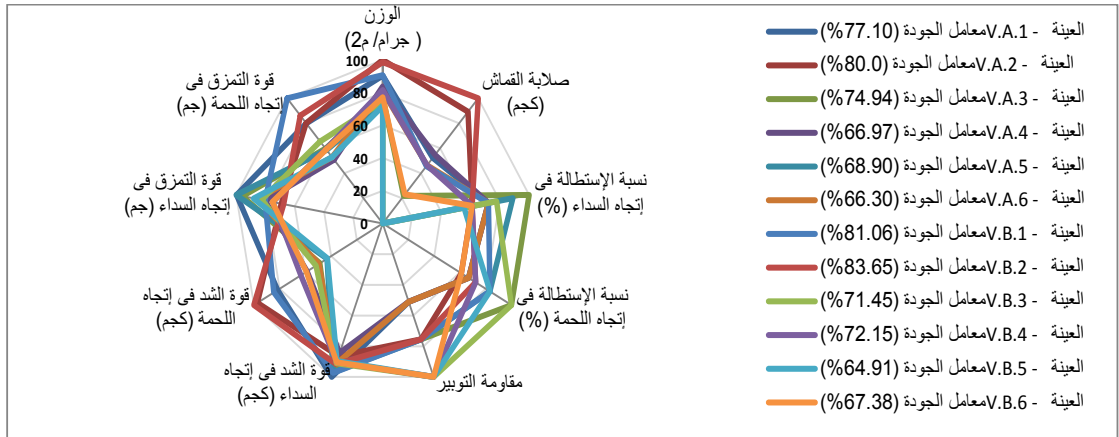 الوزن
( جرام/ م2)
صلابة القماش
(كجم)
نسبة الإستطالة فى
إتجاه السداء (%)
نسبة الإستطالة فى
إتجاه اللحمة (%)
مقاومة التوبير
قوة الشد فى إتجاه
السداء (كجم)
قوة الشد فى إتجاه
اللحمة (كجم)
قوة التمزق فى
إتجاه السداء (جم)
قوة التمزق فى
إتجاه اللحمة (جم)
100
80
60
40
20
0
العينة - V.A.1معامل الجودة (77.10%)
العينة - V.A.2معامل الجودة (80.0%)
العينة - V.A.3معامل الجودة (74.94%)
العينة - V.A.4معامل الجودة (66.97%)
العينة - V.A.5معامل الجودة (68.90%)
العينة - V.A.6معامل الجودة (66.30%)
العينة - V.B.1معامل الجودة (81.06%)
العينة - V.B.2معامل الجودة (83.65%)
العينة - V.B.3معامل الجودة (71.45%)
العينة - V.B.4معامل الجودة (72.15%)
العينة - V.B.5معامل الجودة (64.91%)
العينة - V.B.6معامل الجودة (67.38%)